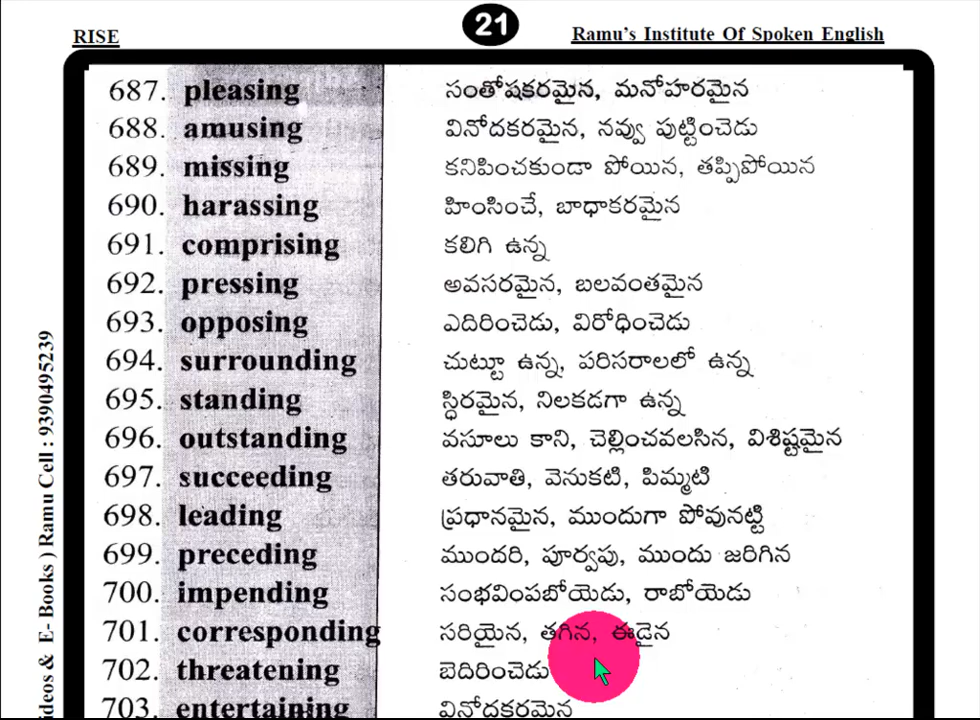 RISE
21
Ramu's Institute Of Spoken English
687. pleasing సంతోషకరమైన, మనోహరమైన
688. amusing వినోదకరమైన, నవ్వు పుట్టించెడు
689. missing కనిపించకుండా పోయిన, తప్పిపోయిన
690. harassing హింసించే, బాధాకరమైన
691. comprising కలిగి ఉన్న
692. pressing అవసరమైన, బలవంతమైన
693. opposing ఎదిరించెడు, విరోధించెడు
694. surrounding చుట్టూ ఉన్న, పరిసరాలలో ఉన్న
695. standing స్థిరమైన, నిలకడగా ఉన్న
696. outstanding వసూలు కాని, చెల్లించవలసిన, విశిష్టమైన
697. succeeding తరువాతి, వెనుకటి, పిమ్మటి
698. leading ప్రధానమైన, ముందుగా పోవునట్టి
699. preceding ముందరి, పూర్వపు, ముందు జరిగిన
700. impending సంభవింపబోయెడు, రాబోయెడు
701. corresponding సరియైన, తగిన, ఈడైన
702. threatening బెదిరించెడు
703. entertaining వినోదకరమైన
ideos & E- Books ) Ramu Cell : 9390495239